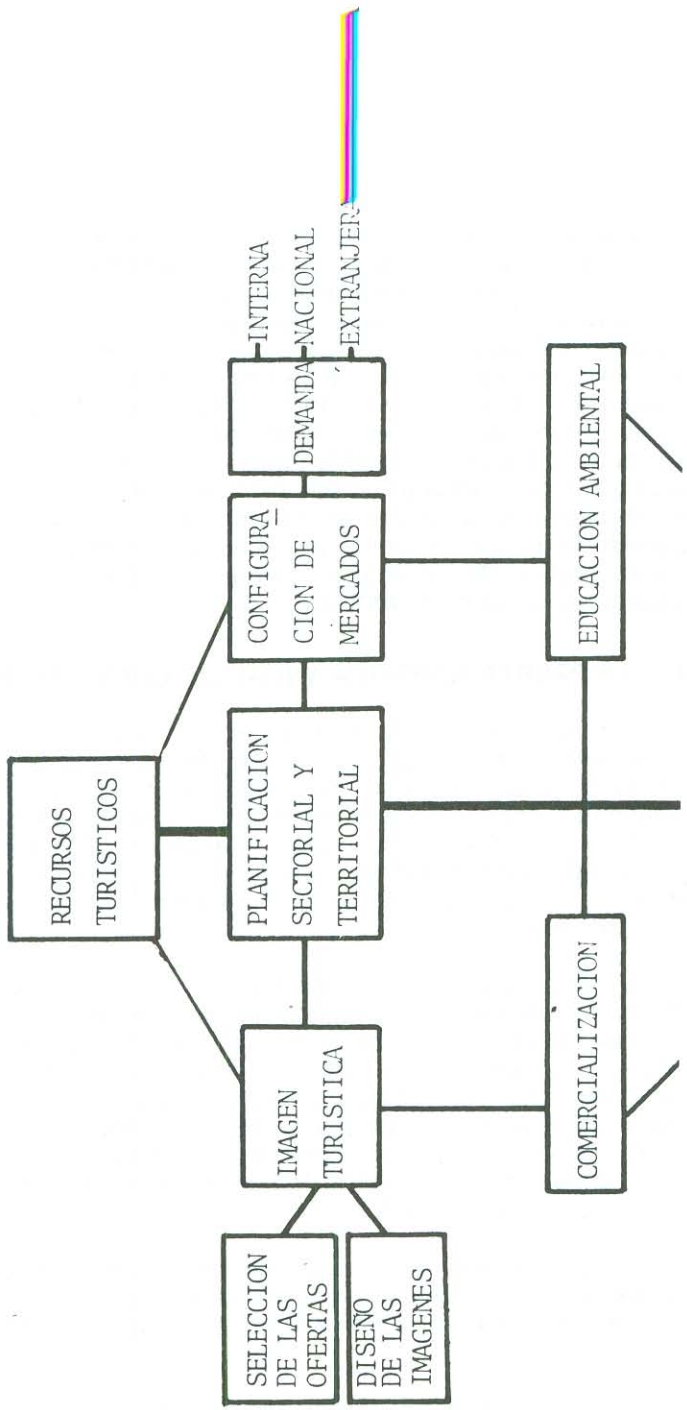 RECURSOS
TURISTICOS
SELECCION
DE LAS
OFERTAS
DISEÑO
DE LAS
IMAGENES
IMAGEN
TURISTICA
PLANIFICACION
SECTORIAL Y
TERRITORIAL
CONFIGURA
CION DE
MERCADOS
DEMANDA
INTERNA
NACIONAL
EXTRANJERA
COMERCIALIZACION
EDUCACION AMBIENTAL